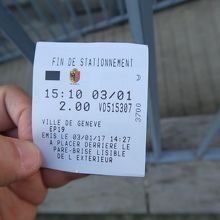 FIN DE STATIONNEMENT
15:10 03/01
2.00 VD515307
3700
VILLE DE GENEVE
EP19
EMIS LE 03/01/17 14:27
A PLACER DERRIERE LE
PARE-BRISE LISIBLE
DE L EXTERIEUR